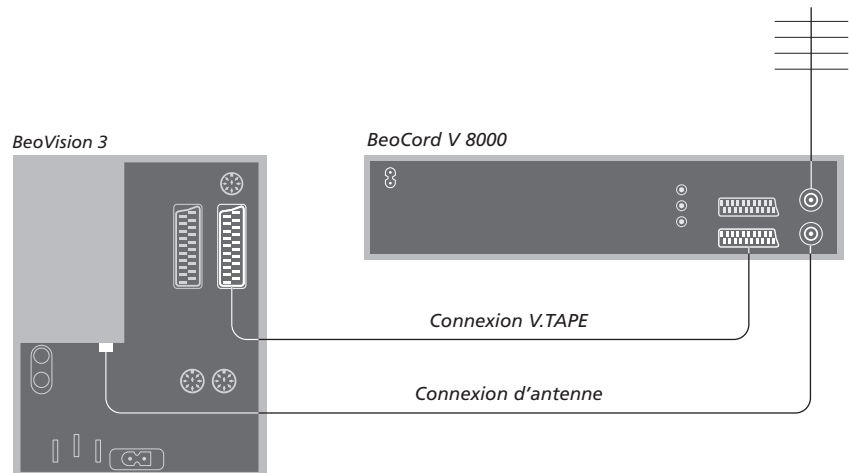 BeoVision 3
BeoCord V 8000
Connexion V.TAPE
Connexion d’antenne